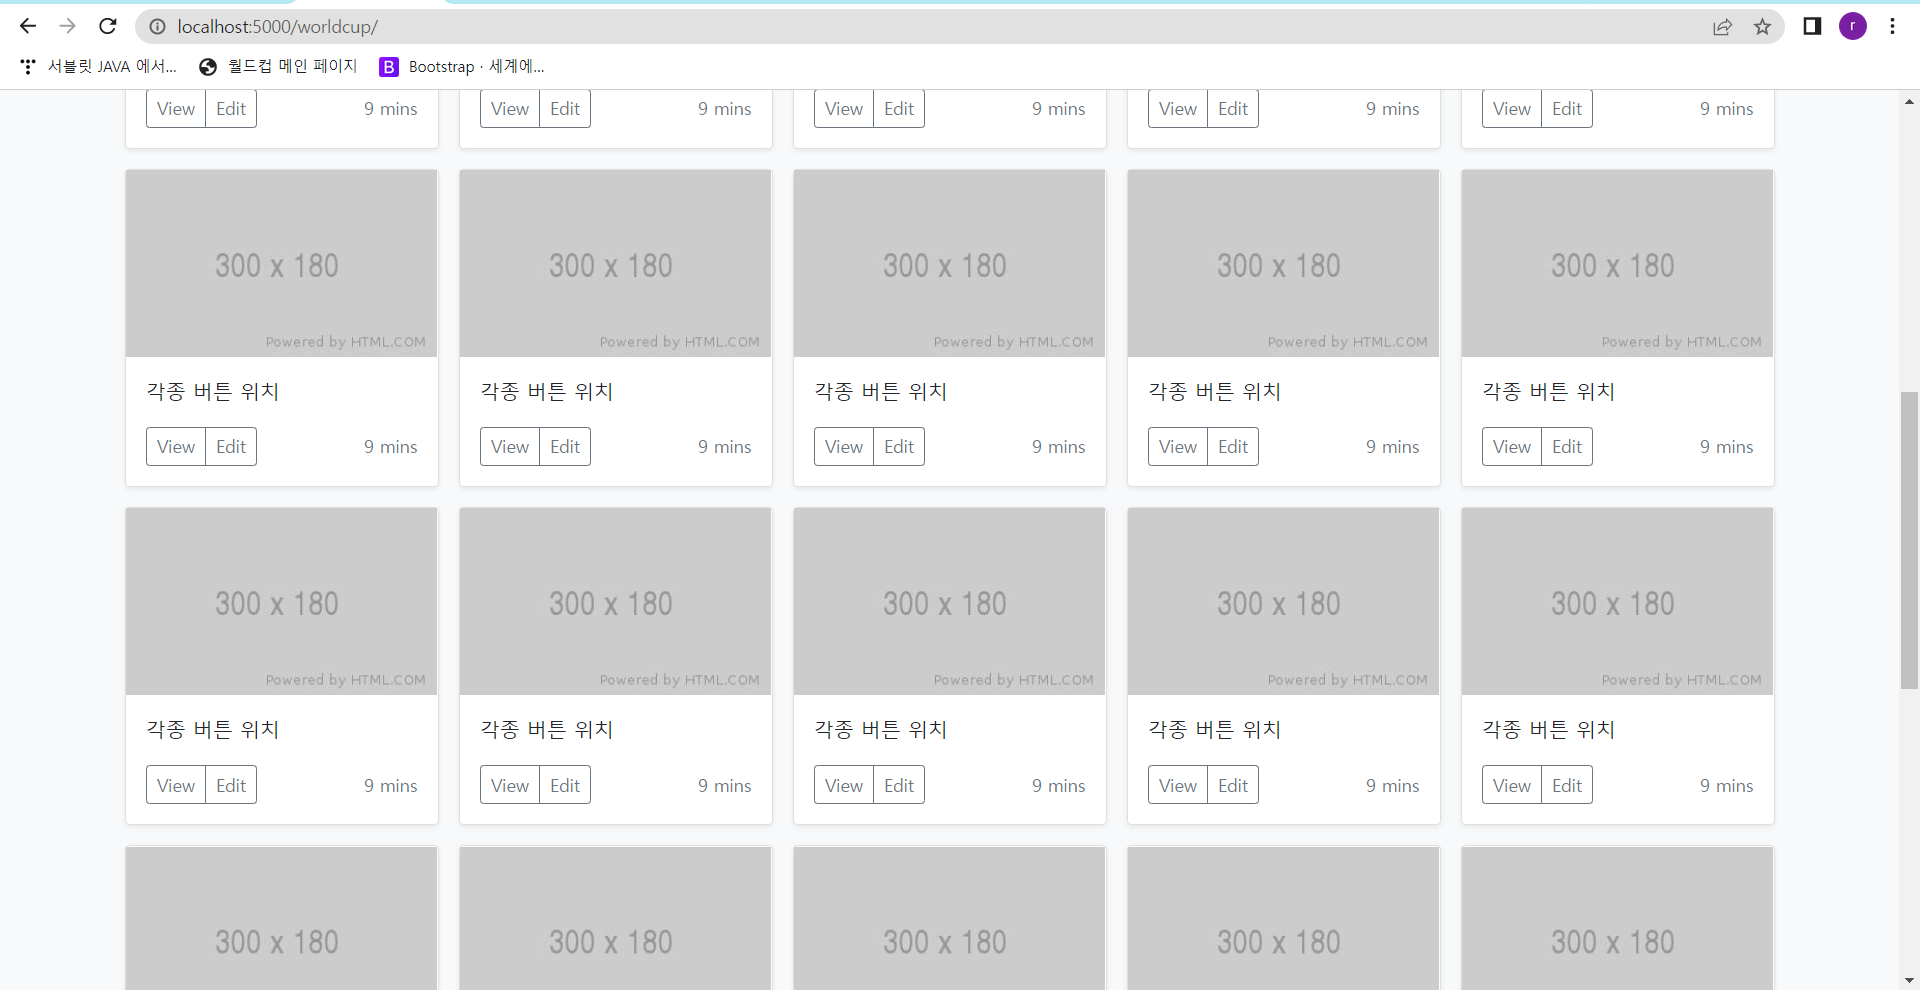 localhost:5000/worldcup/
r
서블릿 JAVA 에서...
월드컵 메인 페이지
B
Bootstrap · 세계에...
View Edit 9 mins View Edit 9 mins View Edit 9 mins View Edit 9 mins View Edit 9 mins
300 x 180 300 x 180 300 x 180 300 x 180 300 x 180
Powered by HTML.COM Powered by HTML.COM Powered by HTML.COM Powered by HTML.COM Powered by HTML.COM
각종 버튼 위치 각종 버튼 위치 각종 버튼 위치 각종 버튼 위치 각종 버튼 위치
View Edit 9 mins View Edit 9 mins View Edit 9 mins View Edit 9 mins View Edit 9 mins
300 x 180 300 x 180 300 x 180 300 x 180 300 x 180
Powered by HTML.COM Powered by HTML.COM Powered by HTML.COM Powered by HTML.COM Powered by HTML.COM
각종 버튼 위치 각종 버튼 위치 각종 버튼 위치 각종 버튼 위치 각종 버튼 위치
View Edit 9 mins View Edit 9 mins View Edit 9 mins View Edit 9 mins View Edit 9 mins
300 x 180 300 x 180 300 x 180 300 x 180 300 x 180